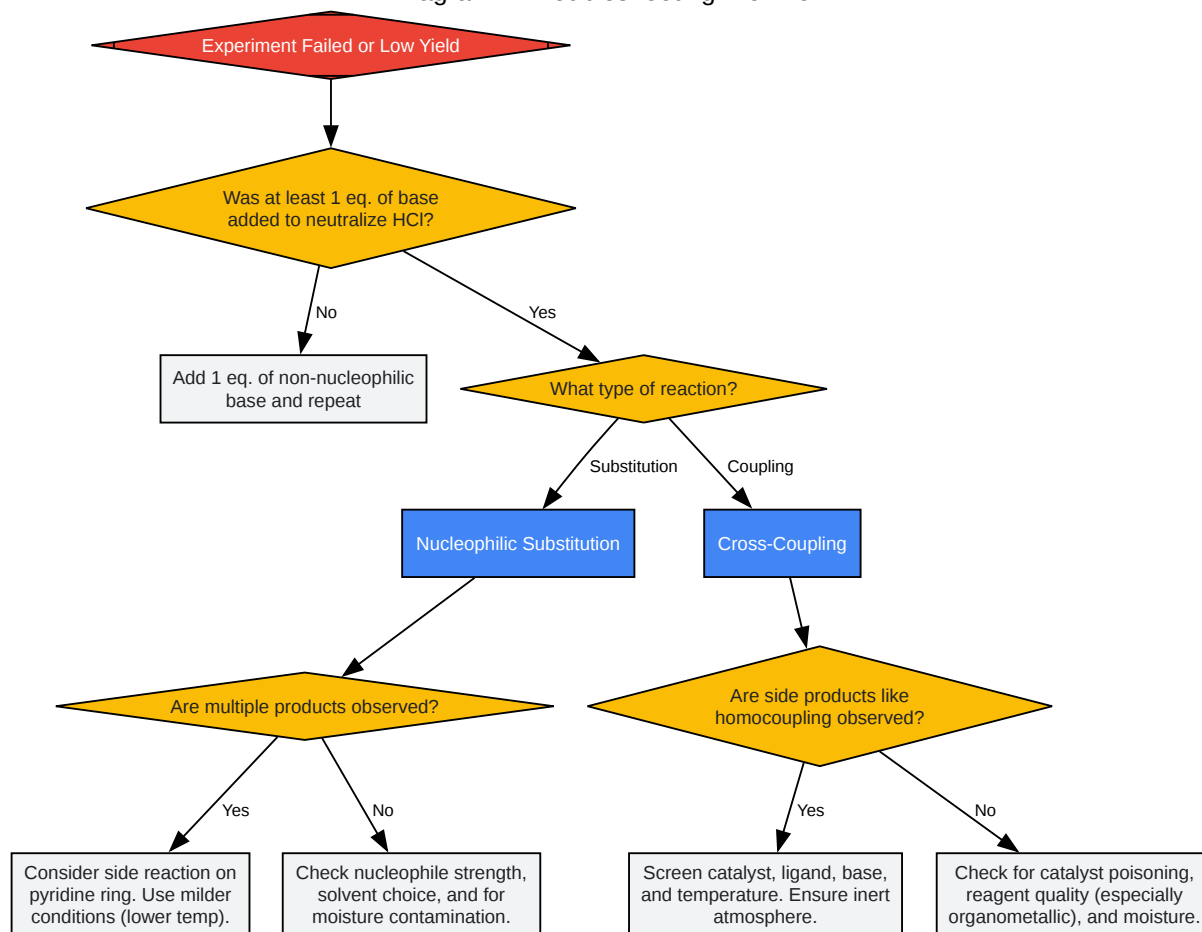 Experiment Failed or Low Yield
Was at least 1 eq. of base
added to neutralize HCl?
No
Yes
Add 1 eq. of non-nucleophilic
base and repeat
What type of reaction?
Substitution
Coupling
Nucleophilic Substitution
Cross-Coupling
Are multiple products observed?
Are side products like
homocoupling observed?
Yes
No
Yes
No
Consider side reaction on
pyridine ring. Use milder
conditions (lower temp).
Check nucleophile strength,
solvent choice, and for
moisture contamination.
Screen catalyst, ligand, base,
and temperature. Ensure inert
atmosphere.
Check for catalyst poisoning,
reagent quality (especially
organometallic), and moisture.